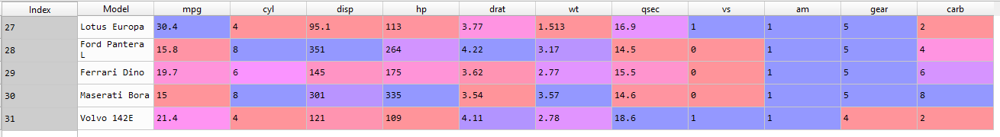 Index Model mpg cyl disp hp drat wt qsec vs am gear carb
27 Lotus Europa 30.4 4 95.1 113 3.77 1.513 16.9 1 1 5 2
28 Ford Pantera L 15.8 8 351 264 4.22 3.17 14.5 0 1 5 4
29 Ferrari Dino 19.7 6 145 175 3.62 2.77 15.5 0 1 5 6
30 Maserati Bora 15 8 301 335 3.54 3.57 14.6 0 1 5 8
31 Volvo 142E 21.4 4 121 109 4.11 2.78 18.6 1 1 4 2